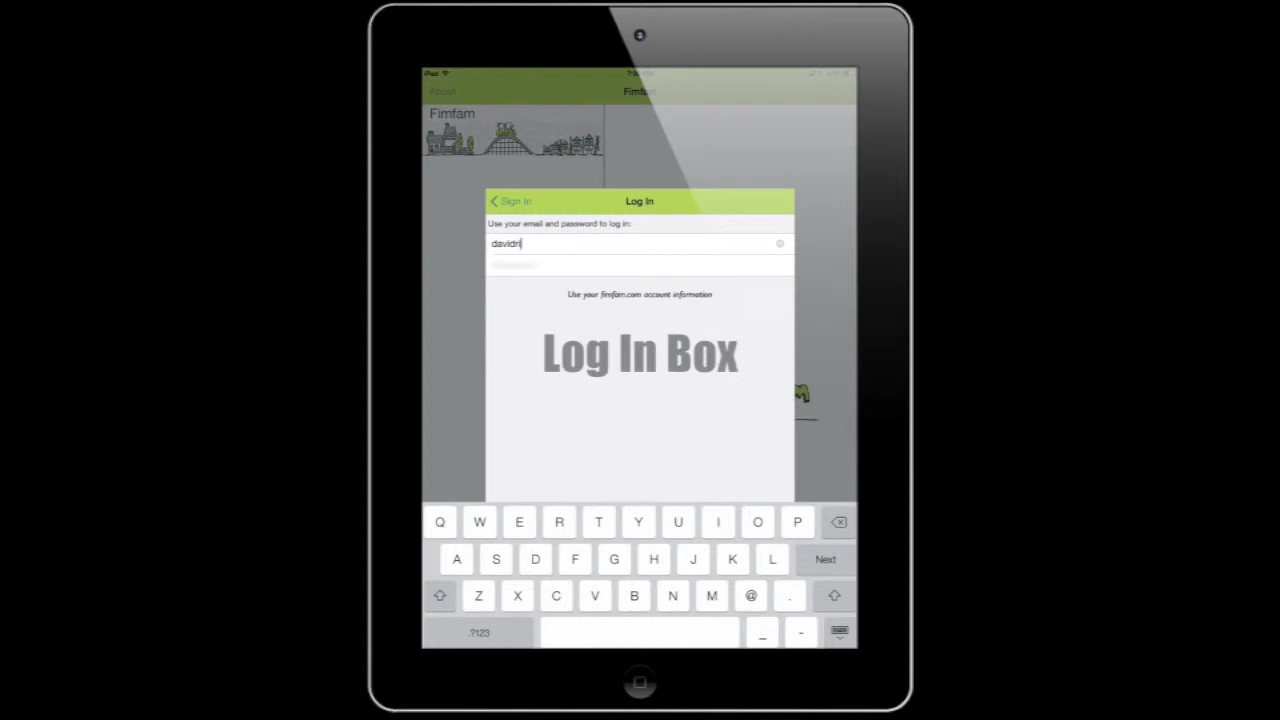 iPad
About
Fimfam
Sign In
Log In
Use your email and password to log in:
davidn
Use your fimfam.com account information
Log In Box
Q W E R T Y U I O P
A S D F G H J K L Next
Z X C V B N M @ .
.?123 _ -